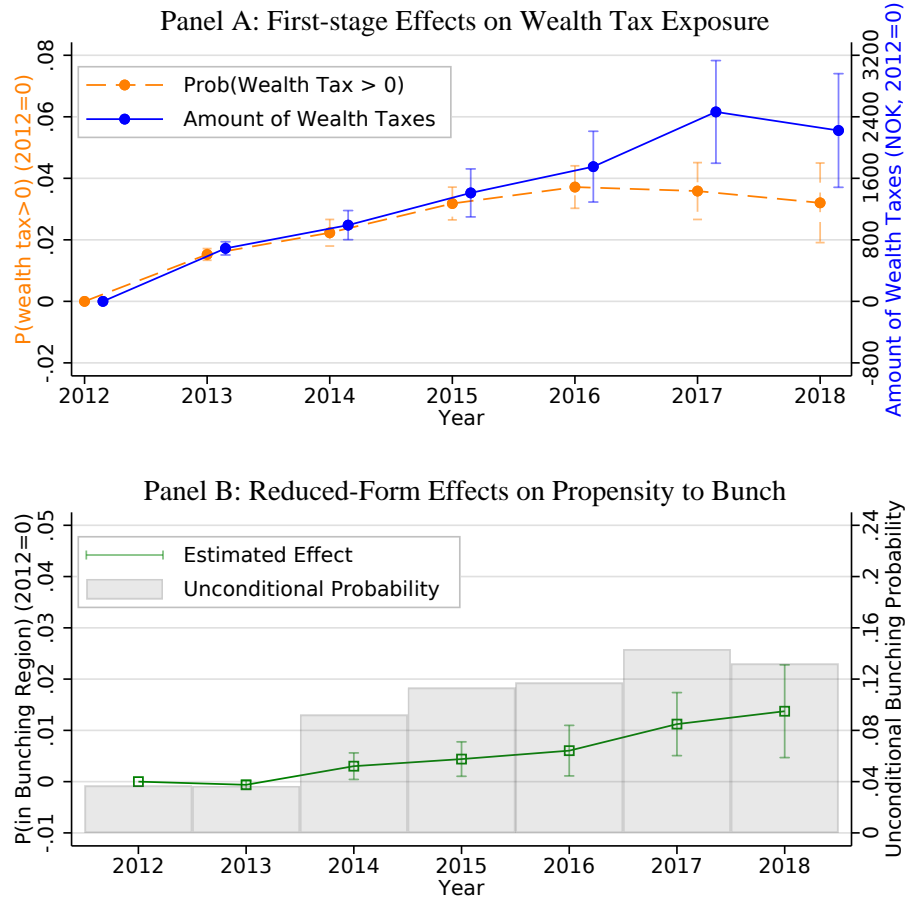 Panel A: First-stage Effects on Wealth Tax Exposure
P(wealth tax>0) (2012=0)
.08
.06
.04
.02
0
-.02
Prob(Wealth Tax > 0)
Amount of Wealth Taxes
3200
2400
1600
800
0
-800
Amount of Wealth Taxes (NOK, 2012=0)
2012 2013 2014 2015 2016 2017 2018
Year
Panel B: Reduced-Form Effects on Propensity to Bunch
P(in Bunching Region) (2012=0)
.05
.04
.03
.02
.01
0
-.01
Estimated Effect
Unconditional Probability
.24
.2
.16
.12
.08
.04
0
Unconditional Bunching Probability
2012 2013 2014 2015 2016 2017 2018
Year